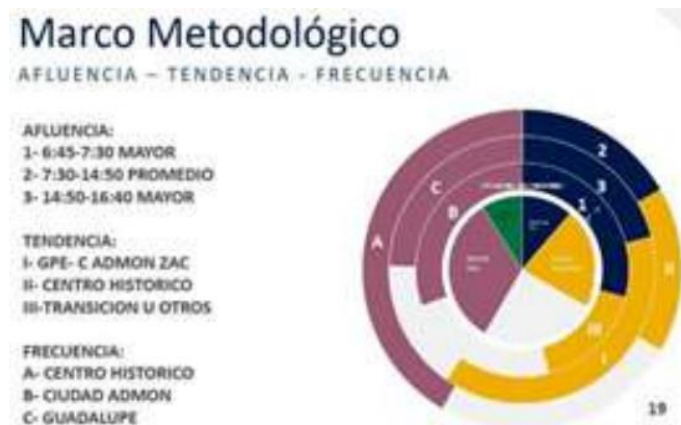 Marco Metodológico
AFLUENCIA – TENDENCIA - FRECUENCIA
AFLUENCIA:
1- 6:45-7:30 MAYOR
2- 7:30-14:50 PROMEDIO
3- 14:50-16:40 MAYOR
TENDENCIA:
I- GPE- C ADMON ZAC
II- CENTRO HISTORICO
III-TRANSICION U OTROS
FRECUENCIA:
A- CENTRO HISTORICO
B- CIUDAD ADMON
C- GUADALUPE
2
3
1
C
B
A
II
III
I
19